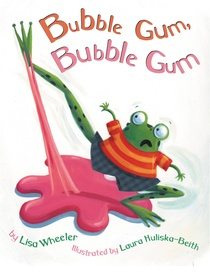 Bubble Gum,
Bubble Gum
by Lisa Wheeler
Illustrated by Laura Huliska-Beith